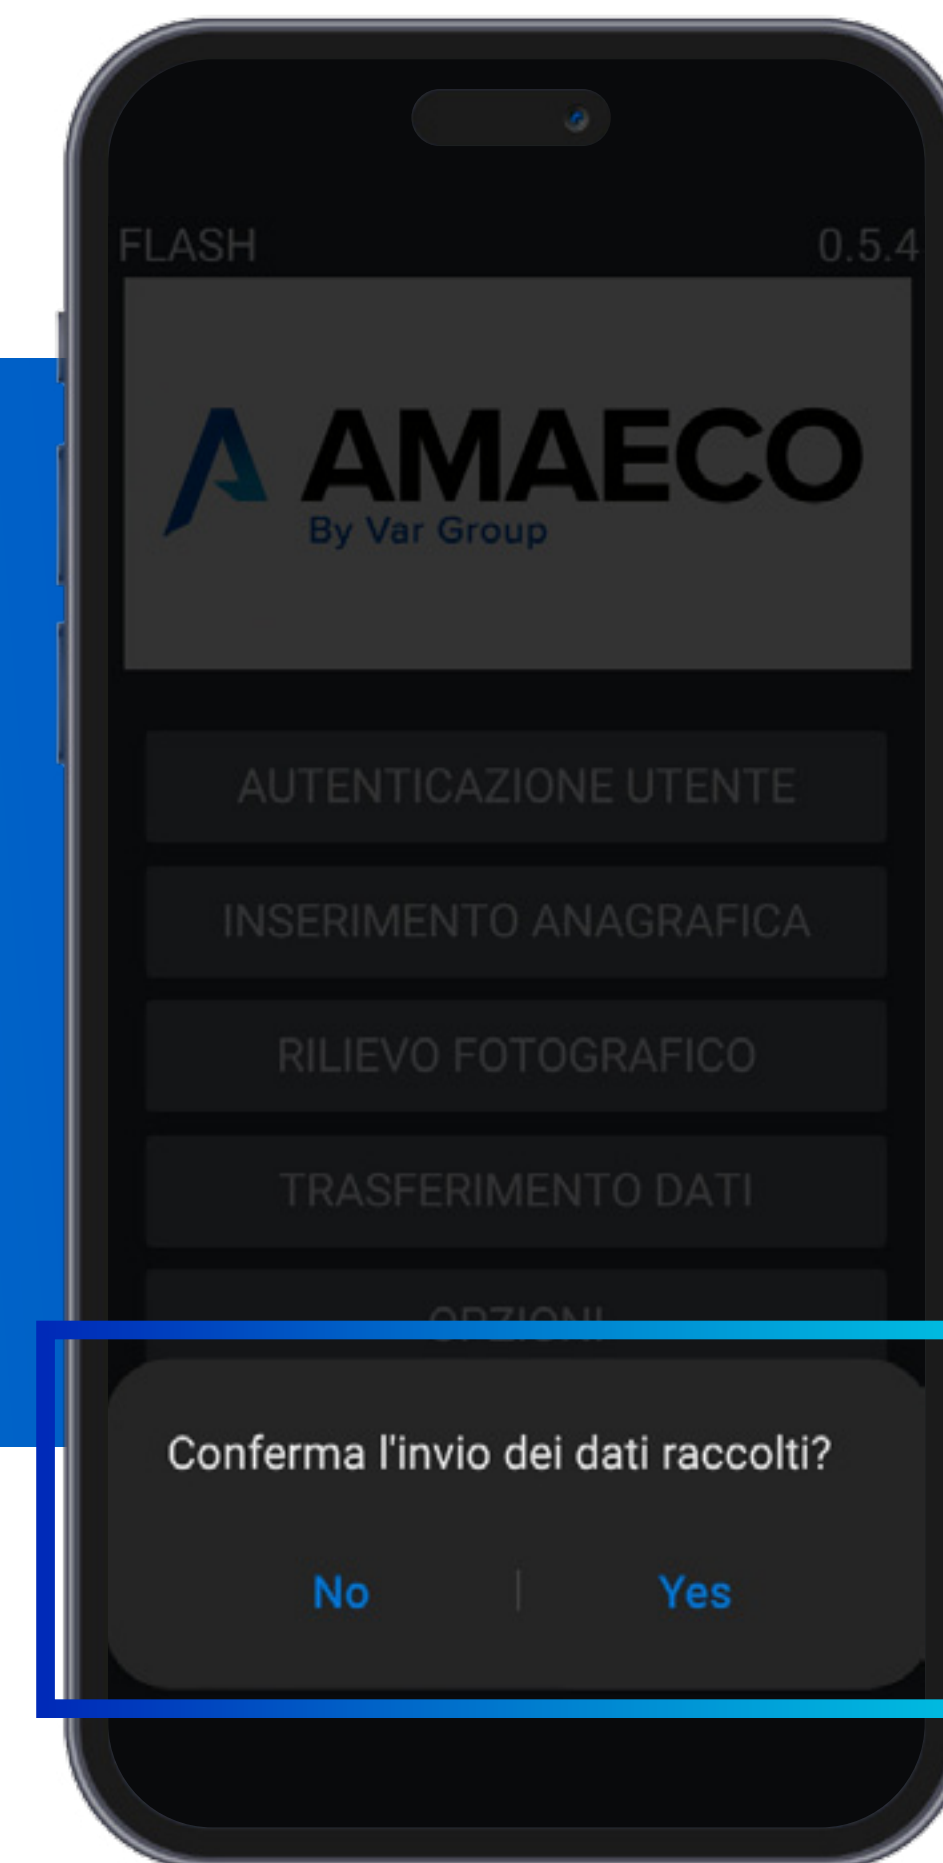 FLASH 0.5.4
AMAECO
By Var Group
AUTENTICAZIONE UTENTE
INSERIMENTO ANAGRAFICA
RILIEVO FOTOGRAFICO
TRASFERIMENTO DATI
OPZIONI
Conferma l'invio dei dati raccolti?
No | Yes